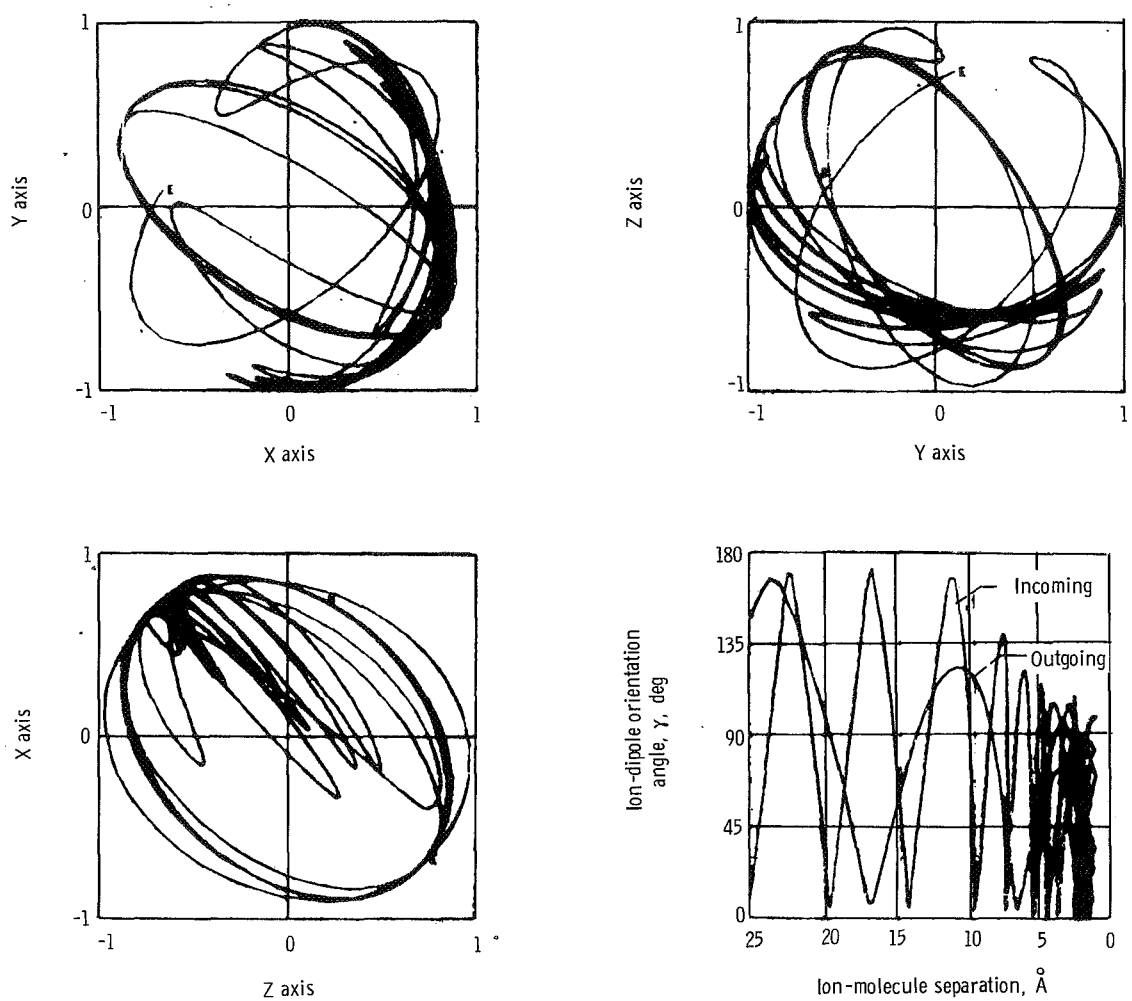 1
Y axis
0
-1
-1
0
1
X axis
E
1
Z axis
0
-1
-1
0
1
Y axis
E
1
X axis
0
-1
-1
0
1
Z axis
180
135
90
45
0
Ion-dipole orientation
angle, γ, deg
Incoming
Outgoing
25
20
15
10
5
0
Ion-molecule separation, Å